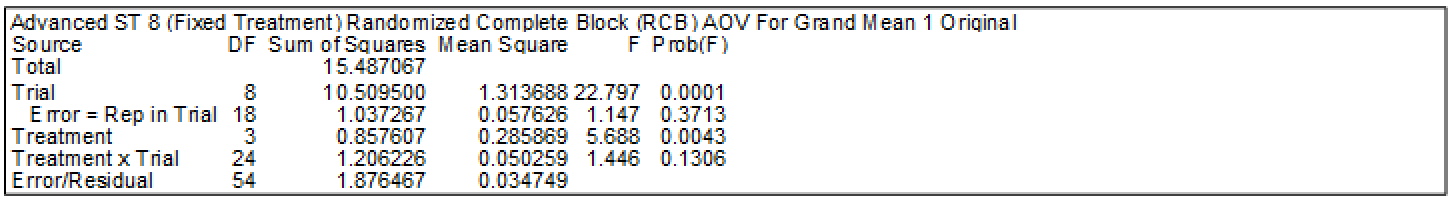 Advanced ST 8 (Fixed Treatment) Randomized Complete Block (RCB) AOV For Grand Mean 1 Original
Source DF Sum of Squares Mean Square F Prob(F)
Total 15.487067
Trial 8 10.509500 1.313688 22.797 0.0001
Error = Rep in Trial 18 1.037267 0.057626 1.147 0.3713
Treatment 3 0.857607 0.285869 5.688 0.0043
Treatment x Trial 24 1.206226 0.050259 1.446 0.1306
Error/Residual 54 1.876467 0.034749